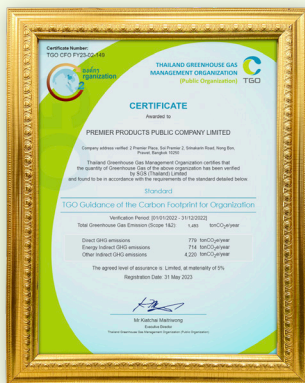 Certificate Number:
TGO CFO FY23-02-149
THAILAND GREENHOUSE GAS
MANAGEMENT ORGANIZATION
(Public Organization)
TGO
organization
CERTIFICATE
Awarded to
PREMIER PRODUCTS PUBLIC COMPANY LIMITED
Company address verified: 2 Premier Place, Soi Premier 2, Srinakarin Road, Nong Bon,
Pravet, Bangkok 10250
Thailand Greenhouse Gas Management Organization certifies that
the quantity of Greenhouse Gas of the above organization has been verified
by SGS (Thailand) Limited
and found to be in accordance with the requirements of the standard detailed below.
Standard
TGO Guidance of the Carbon Footprint for Organization
Verification Period: [01/01/2022 - 31/12/2022]
Total Greenhouse Gas Emission (Scope 1&2): 1,493 tonCO₂e/year
Direct GHG emissions 779 tonCO₂e/year
Energy Indirect GHG emissions 714 tonCO₂e/year
Other Indirect GHG emissions 4,220 tonCO₂e/year
The agreed level of assurance is Limited, at materiality of 5%
Registration Date: 31 May 2023
Mr Kiatchai Maitriwong
Executive Director
Thailand Greenhouse Gas Management Organization (Public Organization)